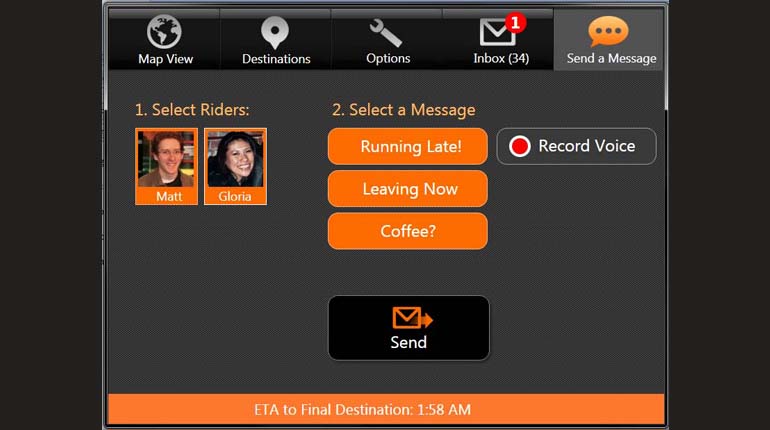 1
Map View
Destinations
Options
Inbox (34)
Send a Message
1. Select Riders:
2. Select a Message
Running Late!
Record Voice
Leaving Now
Matt
Gloria
Coffee?
Send
ETA to Final Destination: 1:58 AM